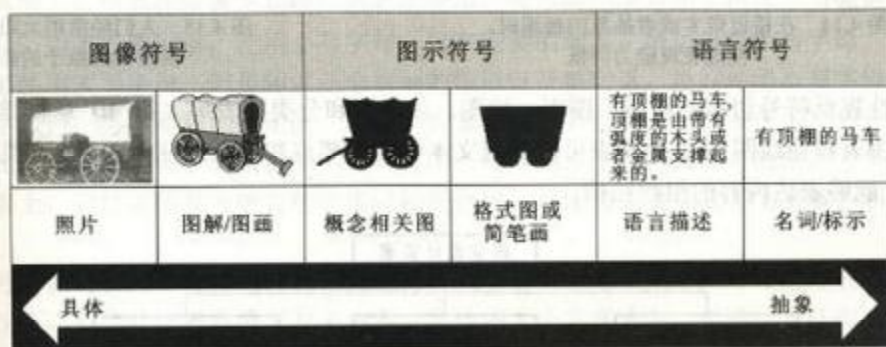 图像符号
图示符号
语言符号
有顶棚的马车,
顶棚是由带有
弧度的木头或
者金属支撑起
来的。
有顶棚的马车
照片
图解/图画
概念相关图
格式图或
简笔画
语言描述
名词/标示
具体
抽象